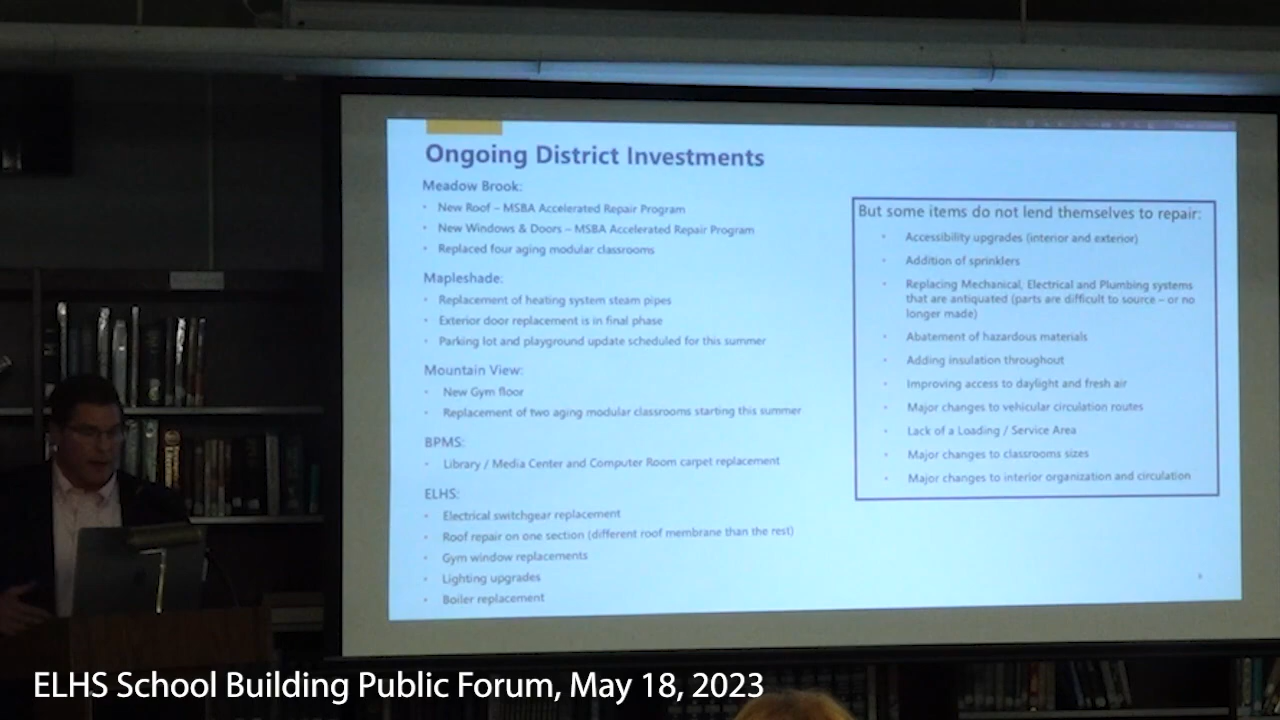 Ongoing District Investments
Meadow Brook:
• New Roof – MSBA Accelerated Repair Program
• New Windows & Doors – MSBA Accelerated Repair Program
• Replaced four aging modular classrooms
Mapleshade:
• Replacement of heating system steam pipes
• Exterior door replacement is in final phase
• Parking lot and playground update scheduled for this summer
Mountain View:
• New Gym floor
• Replacement of two aging modular classrooms starting this summer
BPMS:
• Library / Media Center and Computer Room carpet replacement
ELHS:
• Electrical switchgear replacement
• Roof repair on one section (different roof membrane than the rest)
• Gym window replacements
• Lighting upgrades
• Boiler replacement
But some items do not lend themselves to repair:
• Accessibility upgrades (interior and exterior)
• Addition of sprinklers
• Replacing Mechanical, Electrical and Plumbing systems
that are antiquated (parts are difficult to source – or no
longer made)
• Abatement of hazardous materials
• Adding insulation throughout
• Improving access to daylight and fresh air
• Major changes to vehicular circulation routes
• Lack of a Loading / Service Area
• Major changes to classrooms sizes
• Major changes to interior organization and circulation
ELHS School Building Public Forum, May 18, 2023